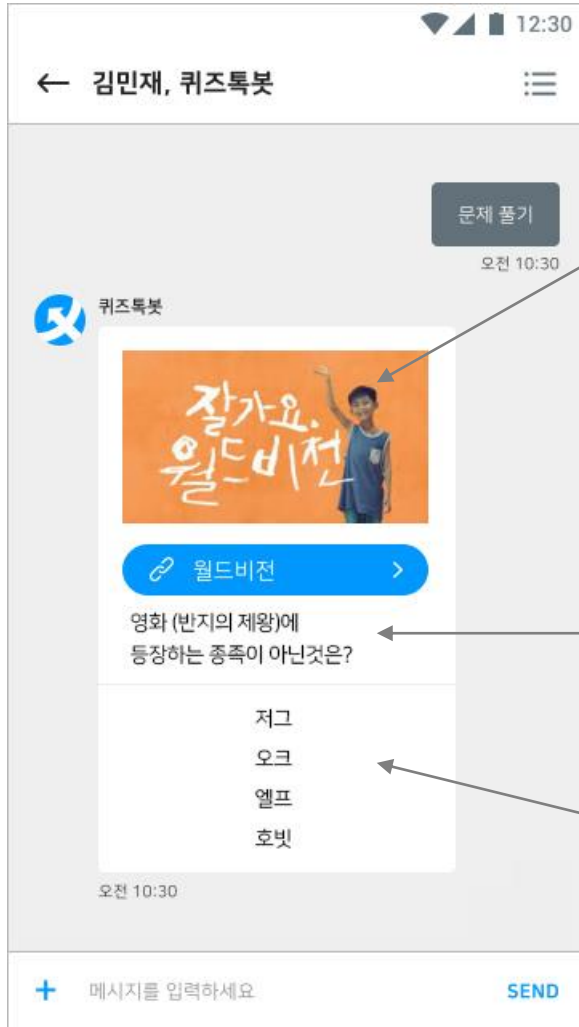 12:30
김민재, 퀴즈톡봇
문제 풀기
오전 10:30
퀴즈톡봇
잘가요.
월드비전
월드비전
영화 (반지의 제왕)에
등장하는 종족이 아닌것은?
저그
오크
엘프
호빗
오전 10:30
메시지를 입력하세요
SEND